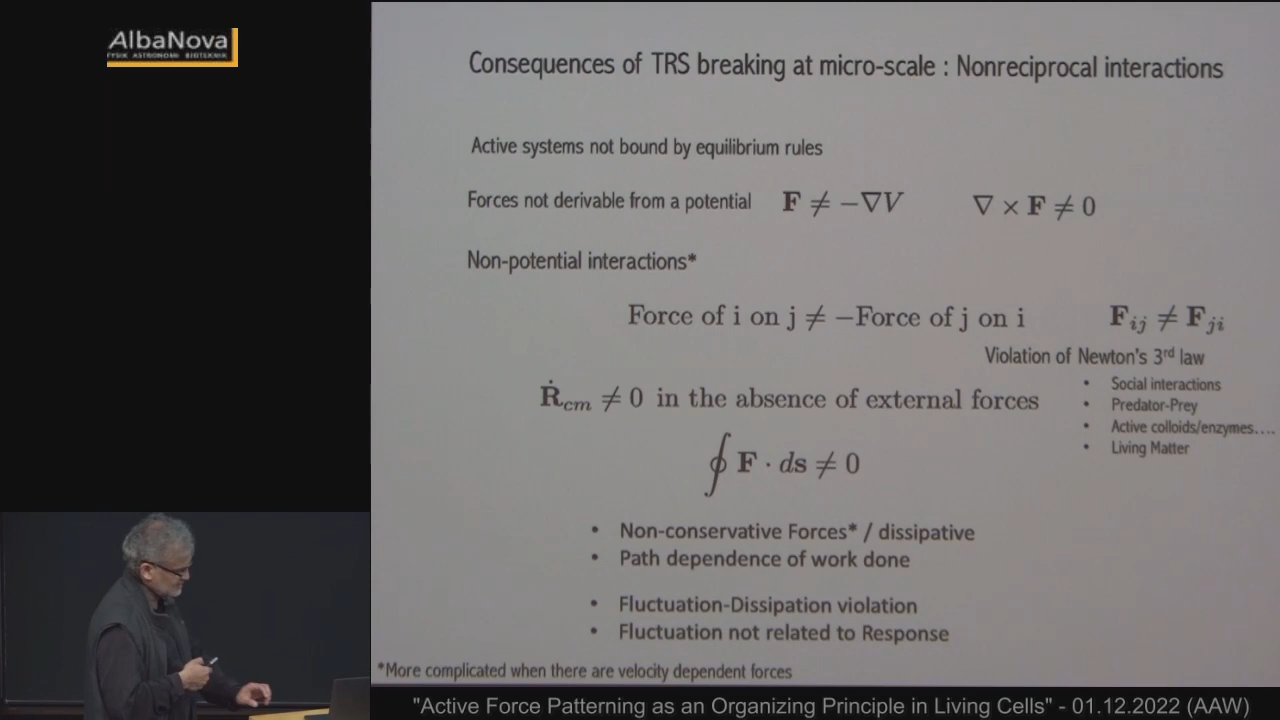 AlbaNova
FYSIK ASTRONOMI BIOTEKNIK
Consequences of TRS breaking at micro-scale : Nonreciprocal interactions
Active systems not bound by equilibrium rules
Forces not derivable from a potential F ≠ −∇V ∇ × F ≠ 0
Non-potential interactions*
Force of i on j ≠ −Force of j on i F_ij ≠ F_ji
Violation of Newton's 3rd law
• Social interactions
• Predator-Prey
• Active colloids/enzymes….
• Living Matter
Ṙ_cm ≠ 0 in the absence of external forces
∮ F · ds ≠ 0
• Non-conservative Forces* / dissipative
• Path dependence of work done
• Fluctuation-Dissipation violation
• Fluctuation not related to Response
*More complicated when there are velocity dependent forces
"Active Force Patterning as an Organizing Principle in Living Cells" - 01.12.2022 (AAW)